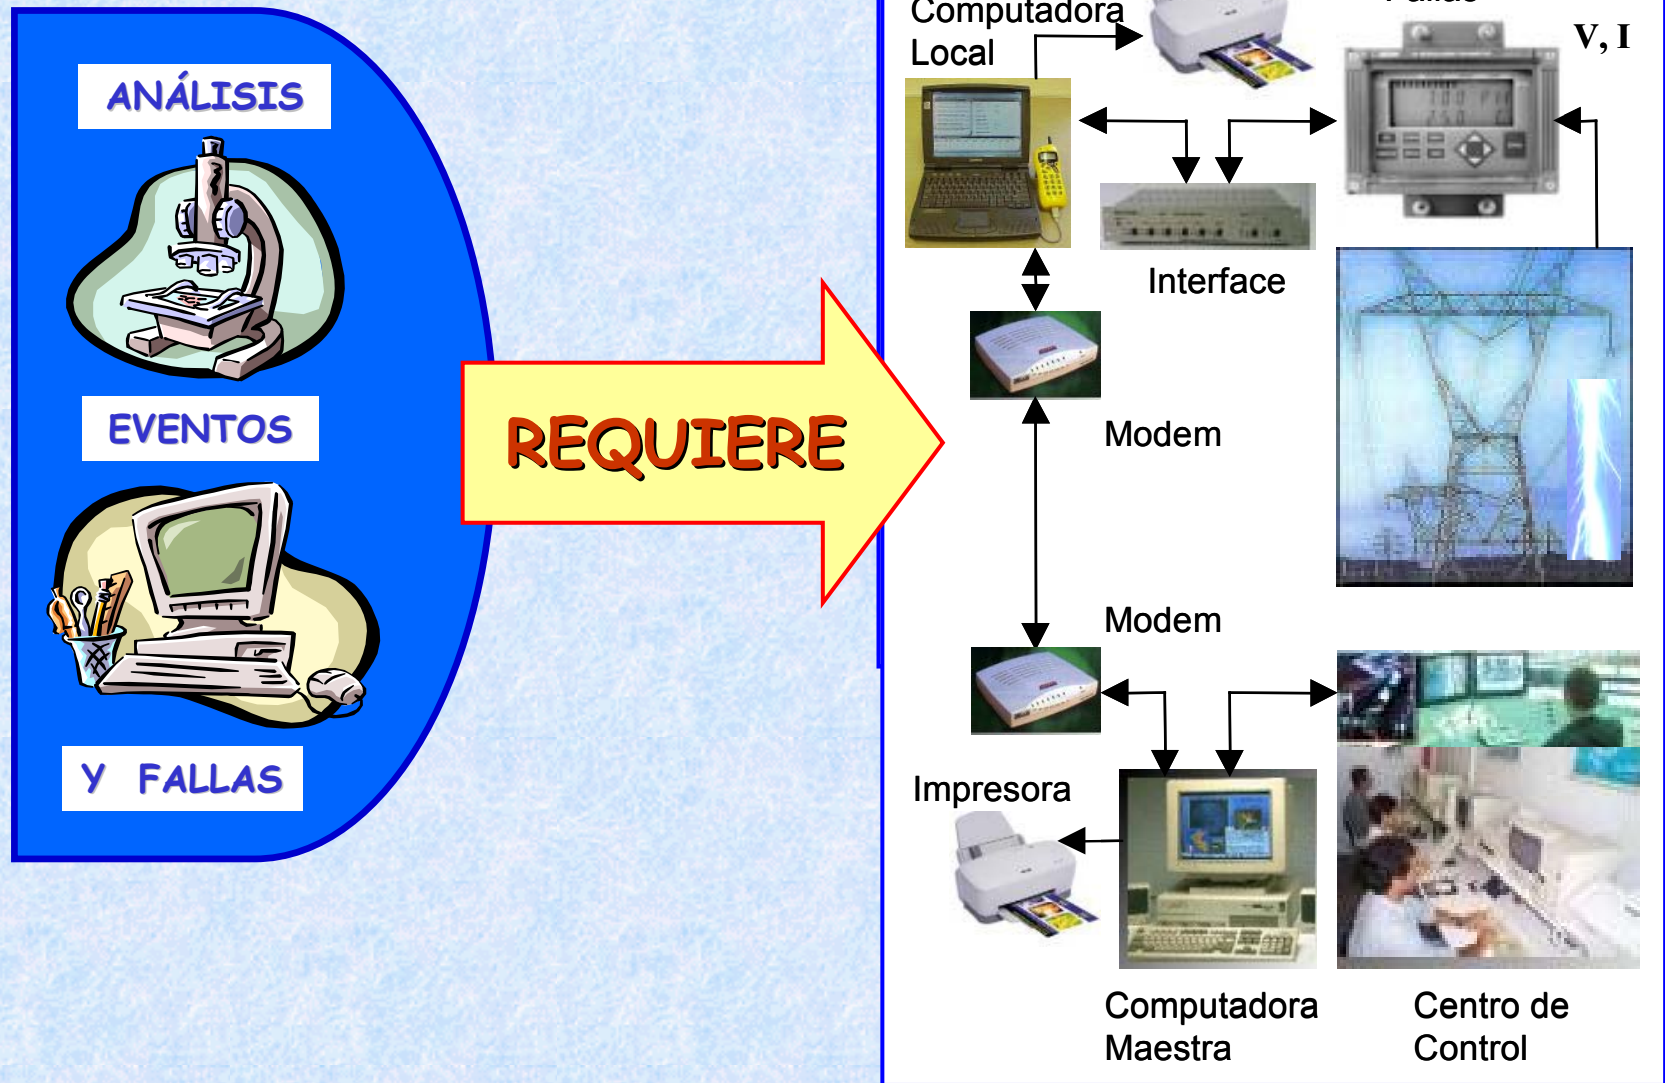 ANÁLISIS
EVENTOS
Y FALLAS
REQUIERE
Computadora
Local
V, I
Interface
Modem
Modem
Impresora
Computadora
Maestra
Centro de
Control